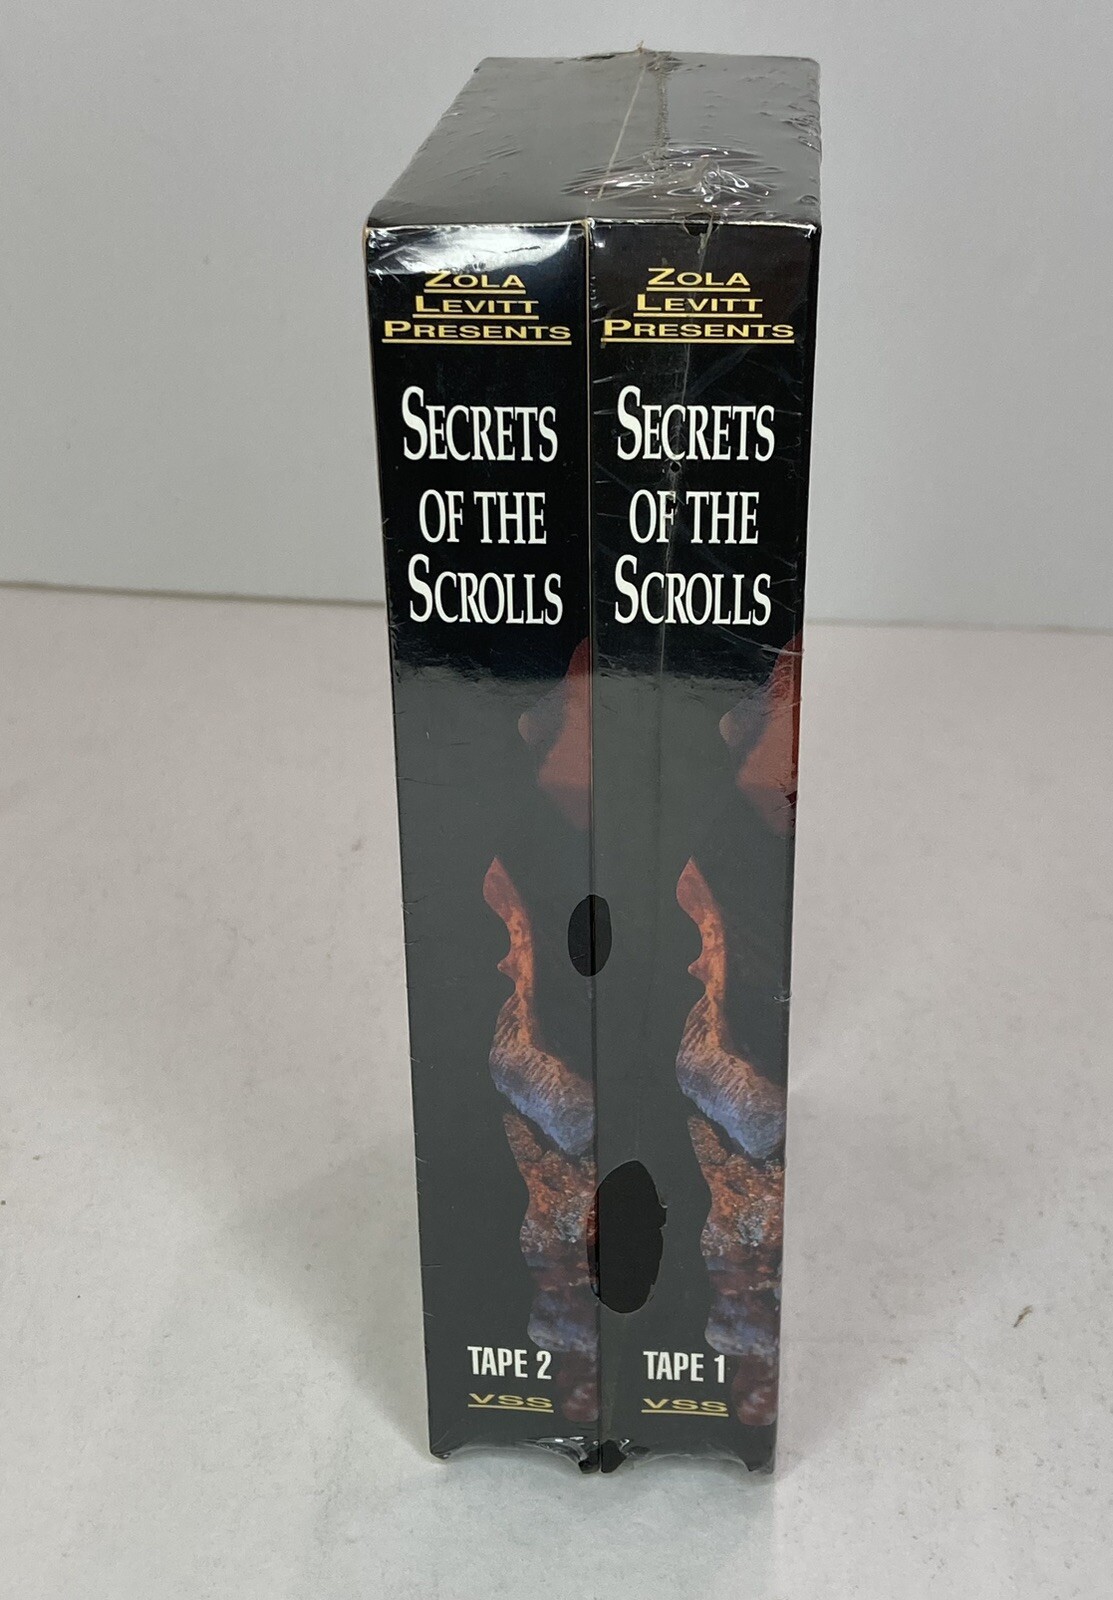 ZOLA
LEVITT
PRESENTS
SECRETS
OF THE
SCROLLS
TAPE 2
VSS
ZOLA
LEVITT
PRESENTS
SECRETS
OF THE
SCROLLS
TAPE 1
VSS